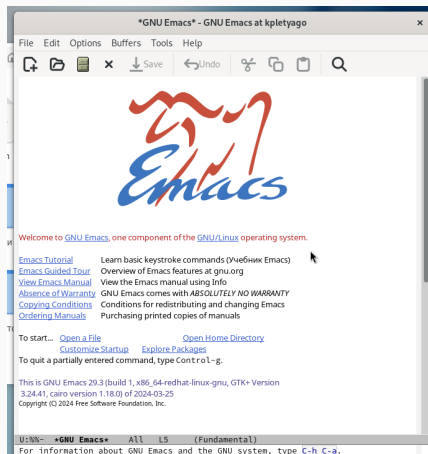 *GNU Emacs* - GNU Emacs at kpletyago ×
File Edit Options Buffers Tools Help
Save Undo
Emacs
Welcome to GNU Emacs, one component of the GNU/Linux operating system.
Emacs Tutorial Learn basic keystroke commands (Учебник Emacs)
Emacs Guided Tour Overview of Emacs features at gnu.org
View Emacs Manual View the Emacs manual using Info
Absence of Warranty GNU Emacs comes with ABSOLUTELY NO WARRANTY
Copying Conditions Conditions for redistributing and changing Emacs
Ordering Manuals Purchasing printed copies of manuals
To start... Open a File Open Home Directory
Customize Startup Explore Packages
To quit a partially entered command, type Control-g.
This is GNU Emacs 29.3 (build 1, x86_64-redhat-linux-gnu, GTK+ Version
3.24.41, cairo version 1.18.0) of 2024-03-25
Copyright (C) 2024 Free Software Foundation, Inc.
U:%%- *GNU Emacs* All L5 (Fundamental)
For information about GNU Emacs and the GNU system, type C-h C-a.